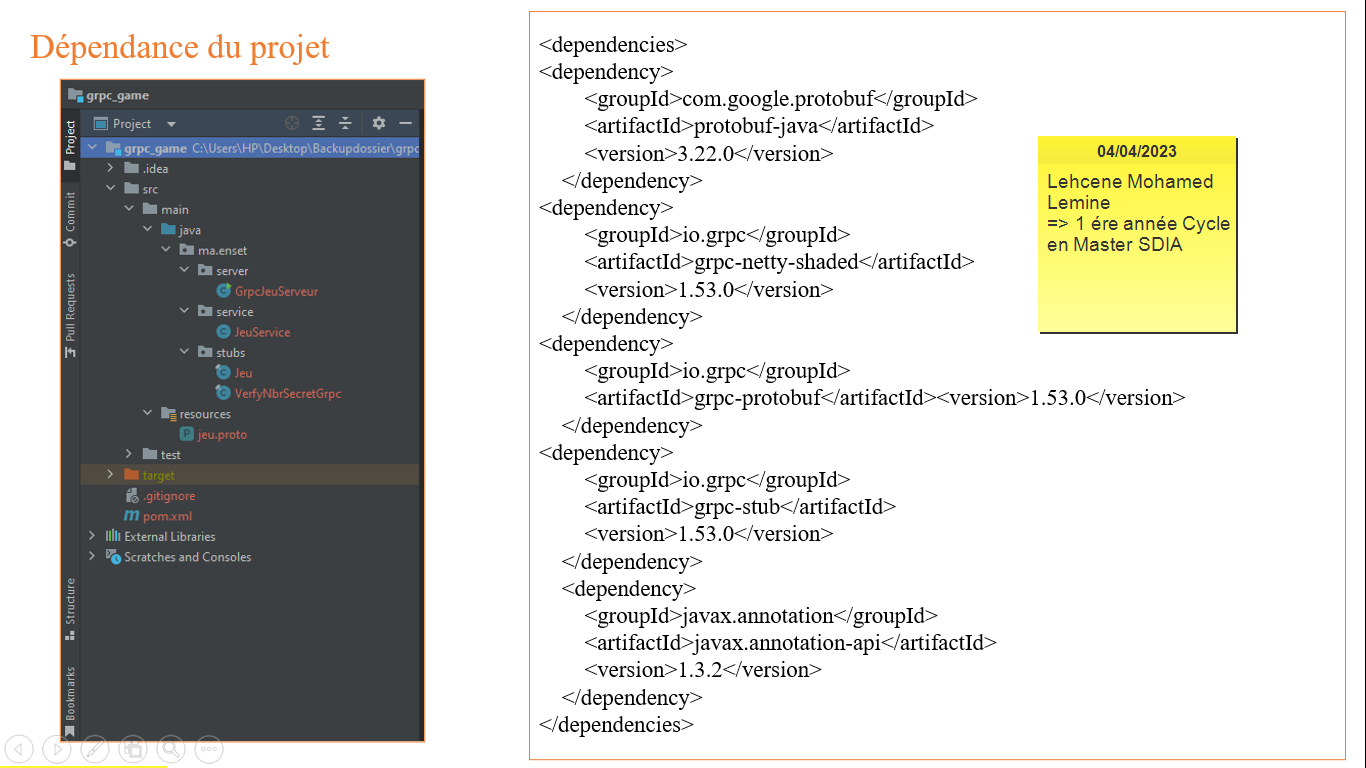 Dépendance du projet
grpc_game
Project
Project
grpc_game C:\Users\HP\Desktop\Backupdossier\grpc
.idea
src
main
java
ma.enset
server
GrpcJeuServeur
service
JeuService
stubs
Jeu
VerfyNbrSecretGrpc
resources
jeu.proto
test
target
.gitignore
pom.xml
External Libraries
Scratches and Consoles
Commit
Pull Requests
Structure
Bookmarks
<dependencies>
<dependency>
<groupId>com.google.protobuf</groupId>
<artifactId>protobuf-java</artifactId>
<version>3.22.0</version>
</dependency>
<dependency>
<groupId>io.grpc</groupId>
<artifactId>grpc-netty-shaded</artifactId>
<version>1.53.0</version>
</dependency>
<dependency>
<groupId>io.grpc</groupId>
<artifactId>grpc-protobuf</artifactId><version>1.53.0</version>
</dependency>
<dependency>
<groupId>io.grpc</groupId>
<artifactId>grpc-stub</artifactId>
<version>1.53.0</version>
</dependency>
<dependency>
<groupId>javax.annotation</groupId>
<artifactId>javax.annotation-api</artifactId>
<version>1.3.2</version>
</dependency>
</dependencies>
04/04/2023
Lehcene Mohamed
Lemine
=> 1 ére année Cycle
en Master SDIA